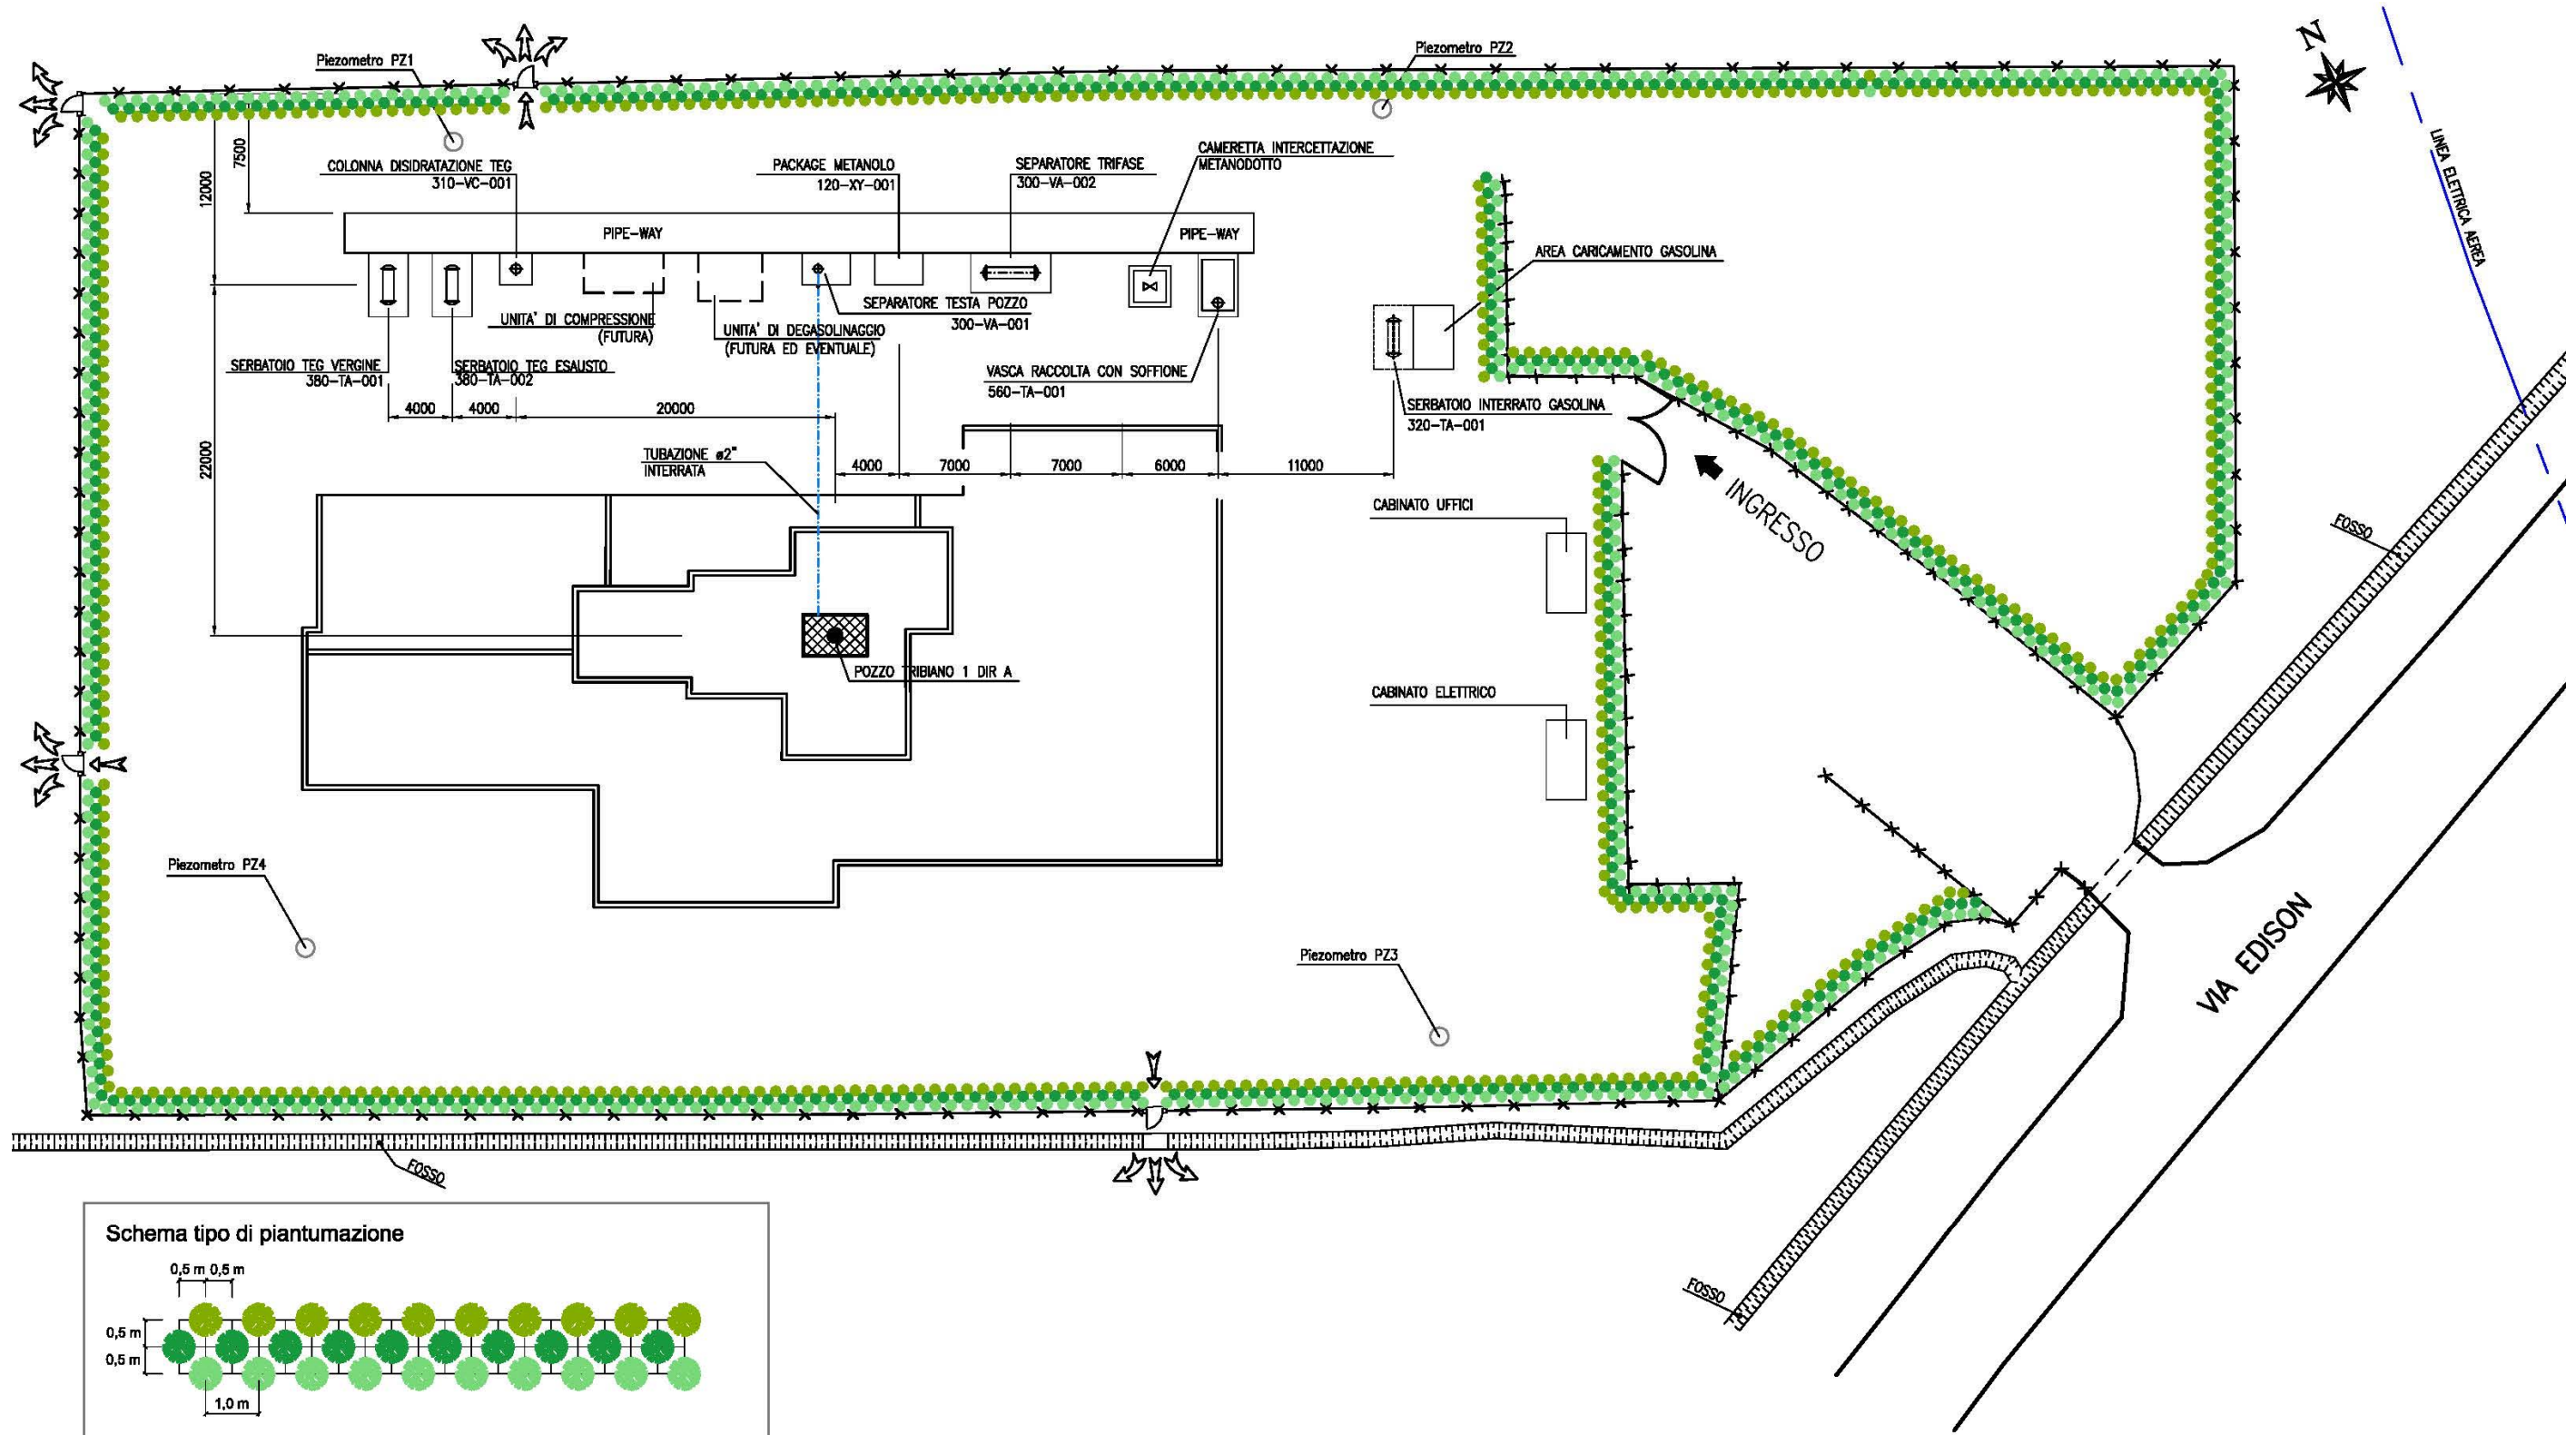 Piezometro PZ1
Piezometro PZ2
N
LINEA ELETTRICA AEREA
7500
12000
COLONNA DISIDRATAZIONE TEG
310-VC-001
PACKAGE METANOLO
120-XY-001
SEPARATORE TRIFASE
300-VA-002
CAMERETTA INTERCETTAZIONE
METANODOTTO
PIPE-WAY
PIPE-WAY
AREA CARICAMENTO GASOLINA
UNITA' DI COMPRESSIONE
(FUTURA)
UNITA' DI DEGASOLINAGGIO
(FUTURA ED EVENTUALE)
SEPARATORE TESTA POZZO
300-VA-001
SERBATOIO TEG VERGINE
380-TA-001
SERBATOIO TEG ESAUSTO
380-TA-002
VASCA RACCOLTA CON SOFFIONE
560-TA-001
SERBATOIO INTERRATO GASOLINA
320-TA-001
4000
4000
20000
22000
TUBAZIONE ø2"
INTERRATA
4000
7000
7000
6000
11000
INGRESSO
CABINATO UFFICI
FOSSO
POZZO TRIBIANO 1 DIR A
CABINATO ELETTRICO
Piezometro PZ4
Piezometro PZ3
VIA EDISON
FOSSO
FOSSO
Schema tipo di piantumazione
0,5 m 0,5 m
0,5 m
0,5 m
1,0 m